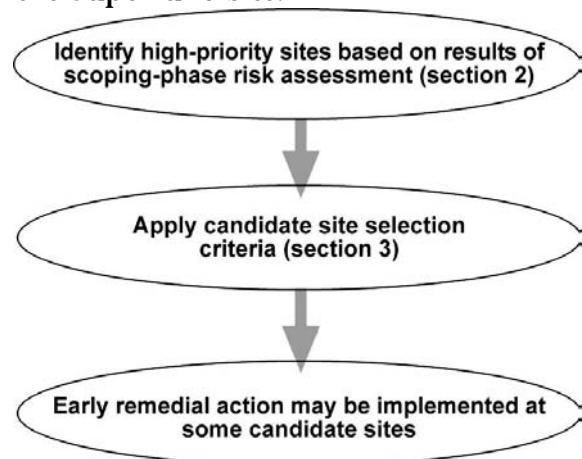 Identify high-priority sites based on results of
scoping-phase risk assessment (section 2)
Apply candidate site selection
criteria (section 3)
Early remedial action may be implemented at
some candidate sites